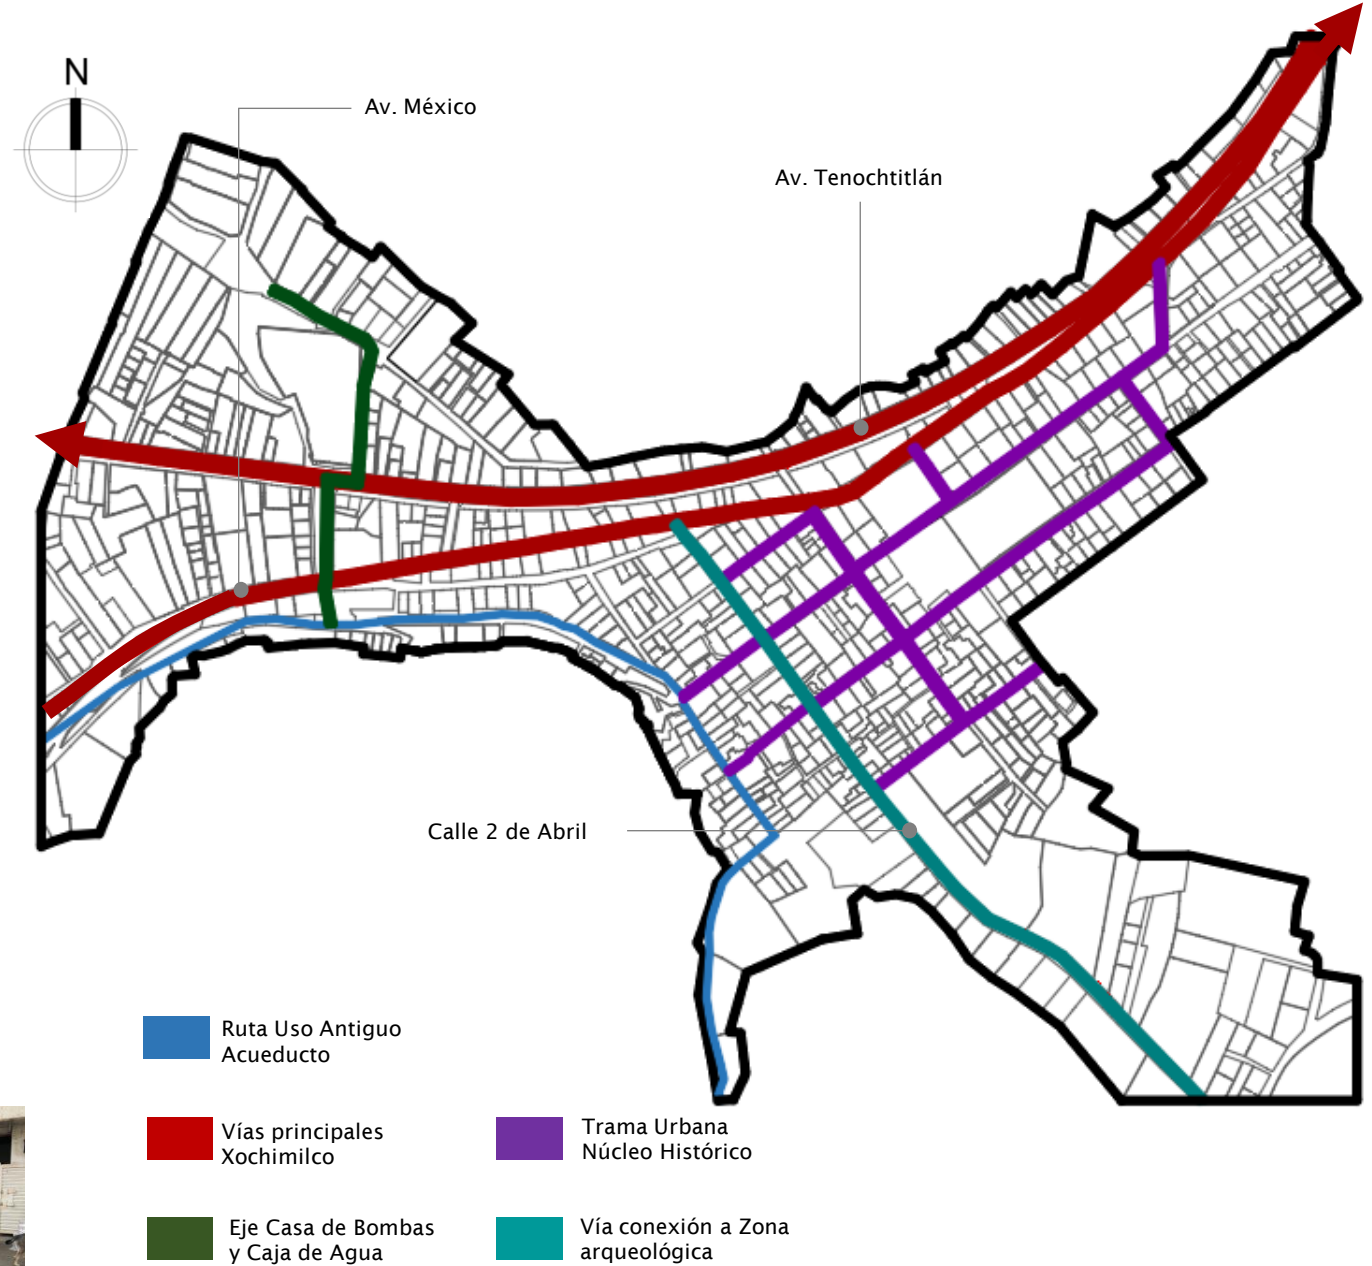 N
Av. México
Av. Tenochtitlán
Calle 2 de Abril
Ruta Uso Antiguo
Acueducto
Vías principales
Xochimilco
Trama Urbana
Núcleo Histórico
Eje Casa de Bombas
y Caja de Agua
Vía conexión a Zona
arqueológica